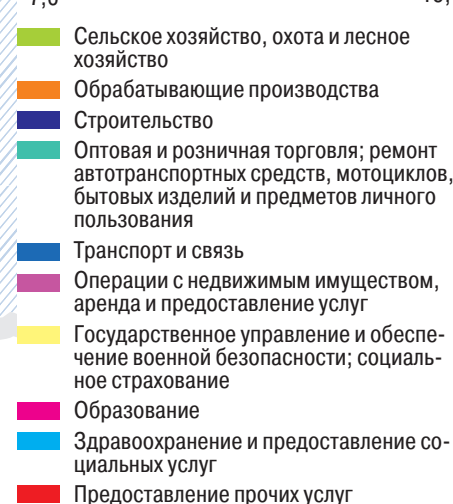 Сельское хозяйство, охота и лесное
хозяйство
Обрабатывающие производства
Строительство
Оптовая и розничная торговля; ремонт
автотранспортных средств, мотоциклов,
бытовых изделий и предметов личного
пользования
Транспорт и связь
Операции с недвижимым имуществом,
аренда и предоставление услуг
Государственное управление и обеспе-
чение военной безопасности; социаль-
ное страхование
Образование
Здравоохранение и предоставление со-
циальных услуг
Предоставление прочих услуг